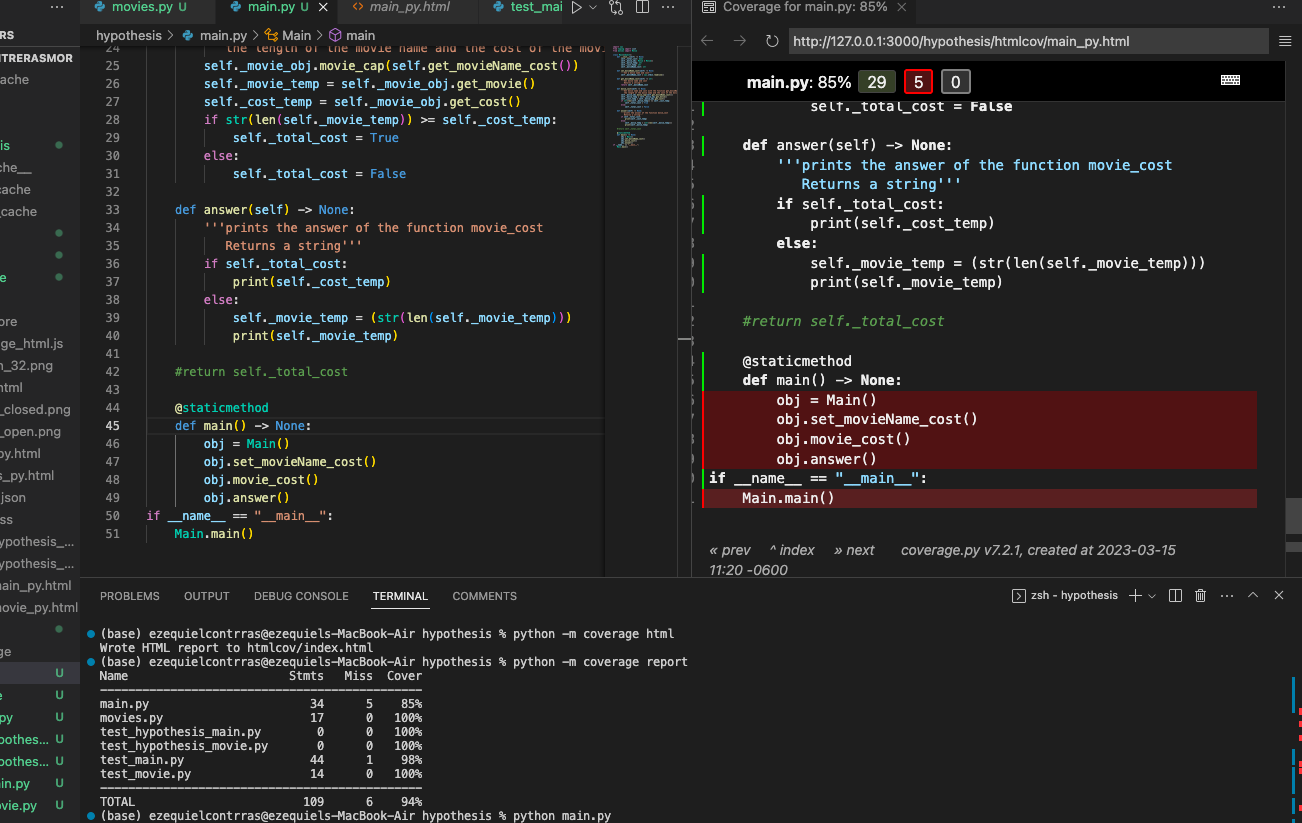 movies.py U
main.py U
main_py.html
test_mai
Coverage for main.py: 85%
RS
NTRERASMOR
ache
is
che__
cache
_cache
e
ore
ge_html.js
n_32.png
html
_closed.png
_open.png
py.html
s_py.html
json
ss
ypothesis_...
ypothesis_...
ain_py.html
ovie_py.html
ge
U
e U
py U
pothes... U
pothes... U
in.py U
vie.py U
hypothesis > main.py > Main > main
24 the length of the movie name and the cost of the movi
25 self._movie_obj.movie_cap(self.get_movieName_cost())
26 self._movie_temp = self._movie_obj.get_movie()
27 self._cost_temp = self._movie_obj.get_cost()
28 if str(len(self._movie_temp)) >= self._cost_temp:
29 self._total_cost = True
30 else:
31 self._total_cost = False
32
33 def answer(self) -> None:
34 '''prints the answer of the function movie_cost
35 Returns a string'''
36 if self._total_cost:
37 print(self._cost_temp)
38 else:
39 self._movie_temp = (str(len(self._movie_temp)))
40 print(self._movie_temp)
41
42 #return self._total_cost
43
44 @staticmethod
45 def main() -> None:
46 obj = Main()
47 obj.set_movieName_cost()
48 obj.movie_cost()
49 obj.answer()
50 if __name__ == "__main__":
51 Main.main()
http://127.0.0.1:3000/hypothesis/htmlcov/main_py.html
main.py: 85% 29 5 0
self._total_cost = False
def answer(self) -> None:
'''prints the answer of the function movie_cost
Returns a string'''
if self._total_cost:
print(self._cost_temp)
else:
self._movie_temp = (str(len(self._movie_temp)))
print(self._movie_temp)
#return self._total_cost
@staticmethod
def main() -> None:
obj = Main()
obj.set_movieName_cost()
obj.movie_cost()
obj.answer()
if __name__ == "__main__":
Main.main()
« prev ^ index » next coverage.py v7.2.1, created at 2023-03-15
11:20 -0600
PROBLEMS OUTPUT DEBUG CONSOLE TERMINAL COMMENTS
zsh - hypothesis
(base) ezequielcontrras@ezequiels-MacBook-Air hypothesis % python -m coverage html
Wrote HTML report to htmlcov/index.html
(base) ezequielcontrras@ezequiels-MacBook-Air hypothesis % python -m coverage report
Name Stmts Miss Cover
----------------------------------------------
main.py 34 5 85%
movies.py 17 0 100%
test_hypothesis_main.py 0 0 100%
test_hypothesis_movie.py 0 0 100%
test_main.py 44 1 98%
test_movie.py 14 0 100%
----------------------------------------------
TOTAL 109 6 94%
(base) ezequielcontrras@ezequiels-MacBook-Air hypothesis % python main.py